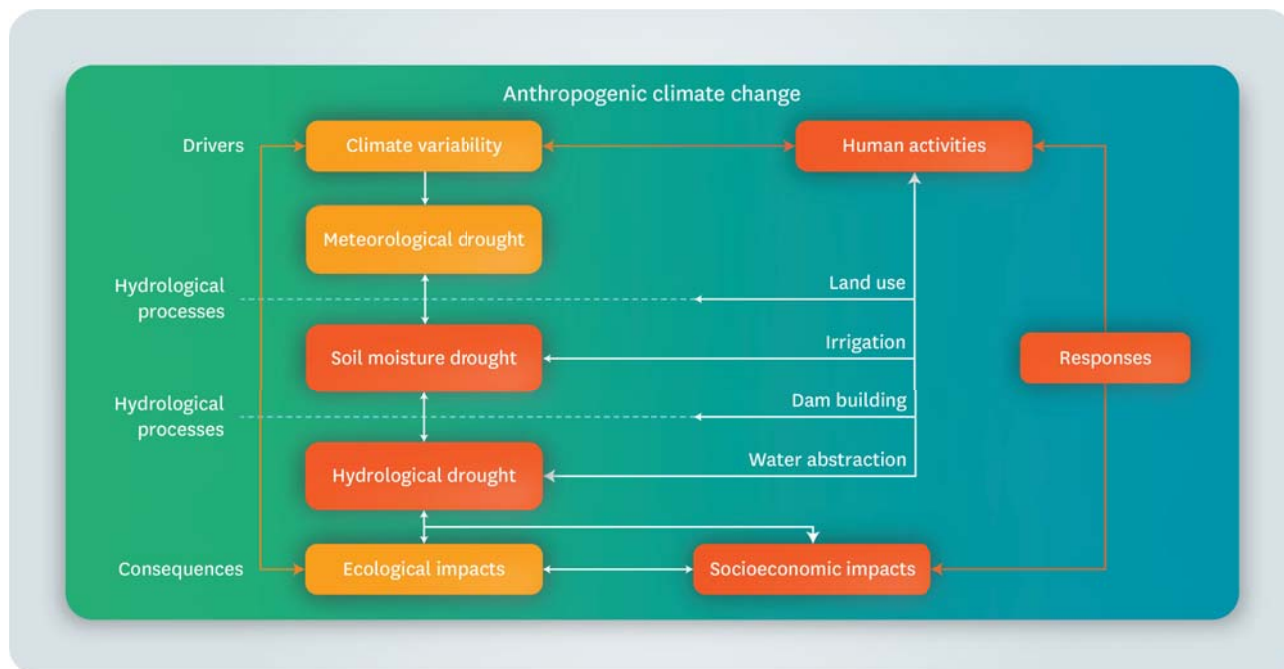 Anthropogenic climate change
Drivers
Climate variability
Human activities
Meteorological drought
Hydrological
processes
Land use
Soil moisture drought
Irrigation
Responses
Hydrological
processes
Dam building
Hydrological drought
Water abstraction
Consequences
Ecological impacts
Socioeconomic impacts